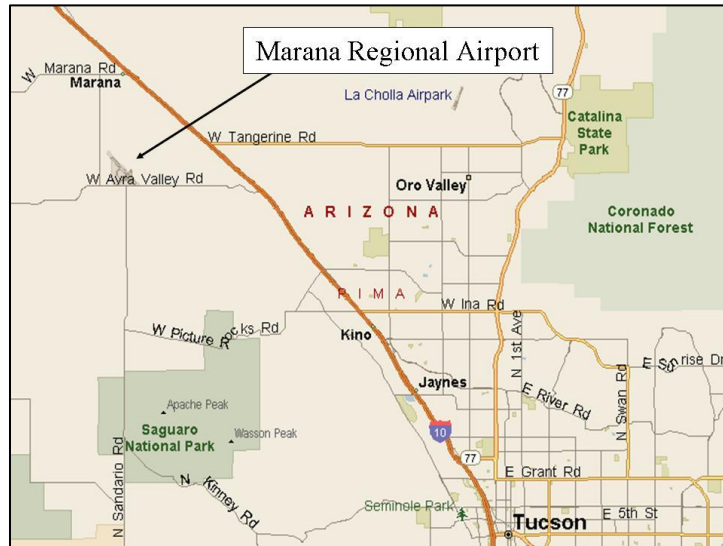 Marana Regional Airport
W Marana Rd
Marana
La Cholla Airpark
77
Catalina
State
Park
W Tangerine Rd
W Avra Valley Rd
Oro Valley
ARIZONA
Coronado
National Forest
PIMA
W Ina Rd
W Picture Rocks Rd
Kino
N 1st Ave
E Sunrise Dr
Jaynes
E River Rd
N Swan Rd
Apache Peak
Saguaro
National Park
Wasson Peak
10
77
E Grant Rd
N Sandario Rd
N Kinney Rd
Seminole Park
E 5th St
Tucson